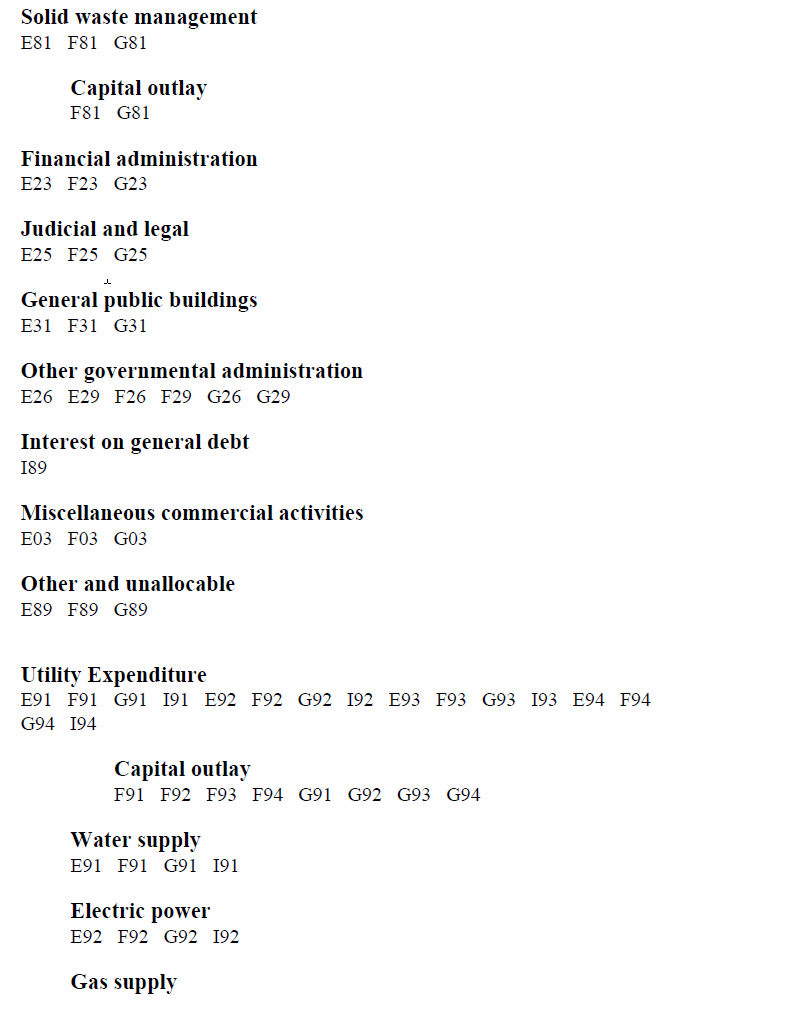 Solid waste management
E81 F81 G81
Capital outlay
F81 G81
Financial administration
E23 F23 G23
Judicial and legal
E25 F25 G25
General public buildings
E31 F31 G31
Other governmental administration
E26 E29 F26 F29 G26 G29
Interest on general debt
I89
Miscellaneous commercial activities
E03 F03 G03
Other and unallocable
E89 F89 G89
Utility Expenditure
E91 F91 G91 I91 E92 F92 G92 I92 E93 F93 G93 I93 E94 F94
G94 I94
Capital outlay
F91 F92 F93 F94 G91 G92 G93 G94
Water supply
E91 F91 G91 I91
Electric power
E92 F92 G92 I92
Gas supply